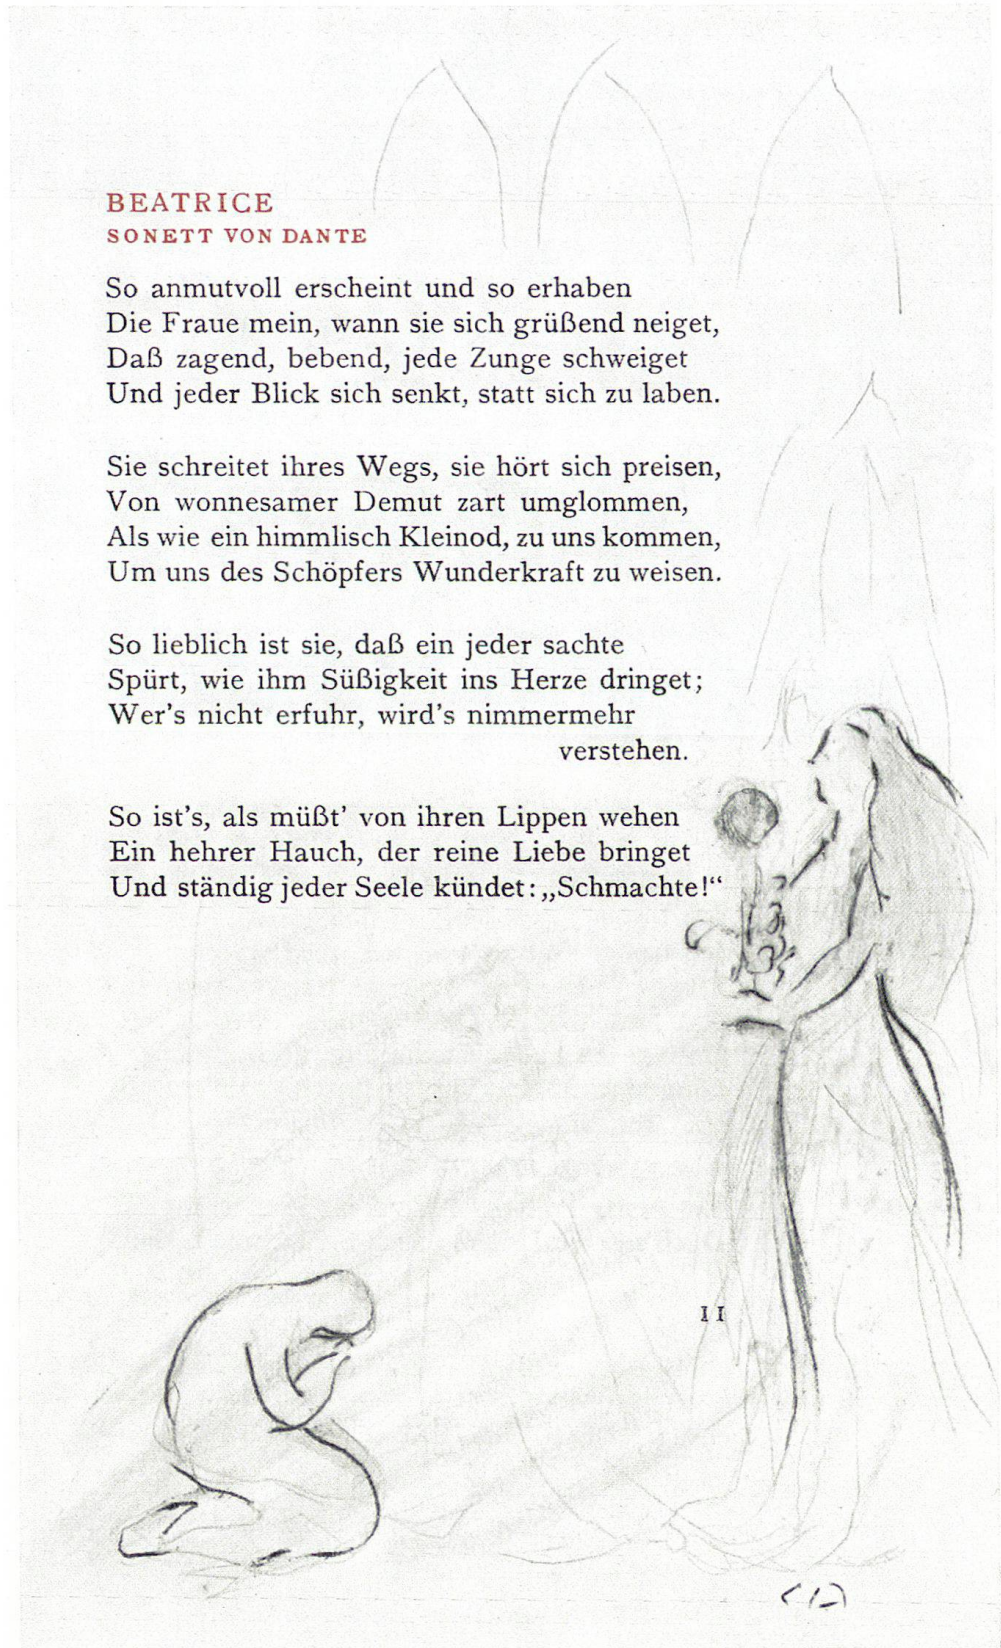 BEATRICE
SONETT VON DANTE
So anmutvoll erscheint und so erhaben
Die Fraue mein, wann sie sich grüßend neiget,
Daß zagend, bebend, jede Zunge schweiget
Und jeder Blick sich senkt, statt sich zu laben.
Sie schreitet ihres Wegs, sie hört sich preisen,
Von wonnesamer Demut zart umglommen,
Als wie ein himmlisch Kleinod, zu uns kommen,
Um uns des Schöpfers Wunderkraft zu weisen.
So lieblich ist sie, daß ein jeder sachte
Spürt, wie ihm Süßigkeit ins Herze dringet;
Wer's nicht erfuhr, wird's nimmermehr
verstehen.
So ist's, als müßt' von ihren Lippen wehen
Ein hehrer Hauch, der reine Liebe bringet
Und ständig jeder Seele kündet: „Schmachte!“
11